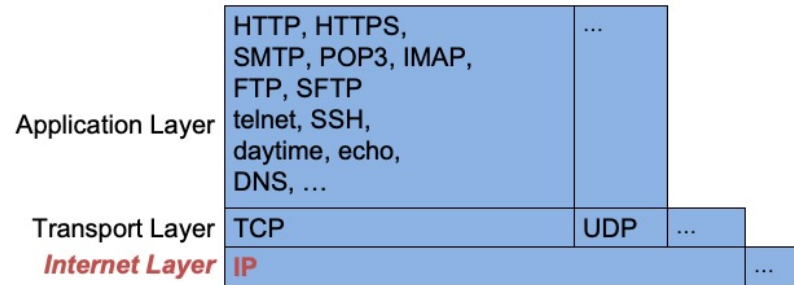 HTTP, HTTPS,
...
SMTP, POP3, IMAP,
FTP, SFTP
Application Layer
telnet, SSH,
daytime, echo,
DNS, ...
Transport Layer
TCP
UDP
...
Internet Layer
IP
...